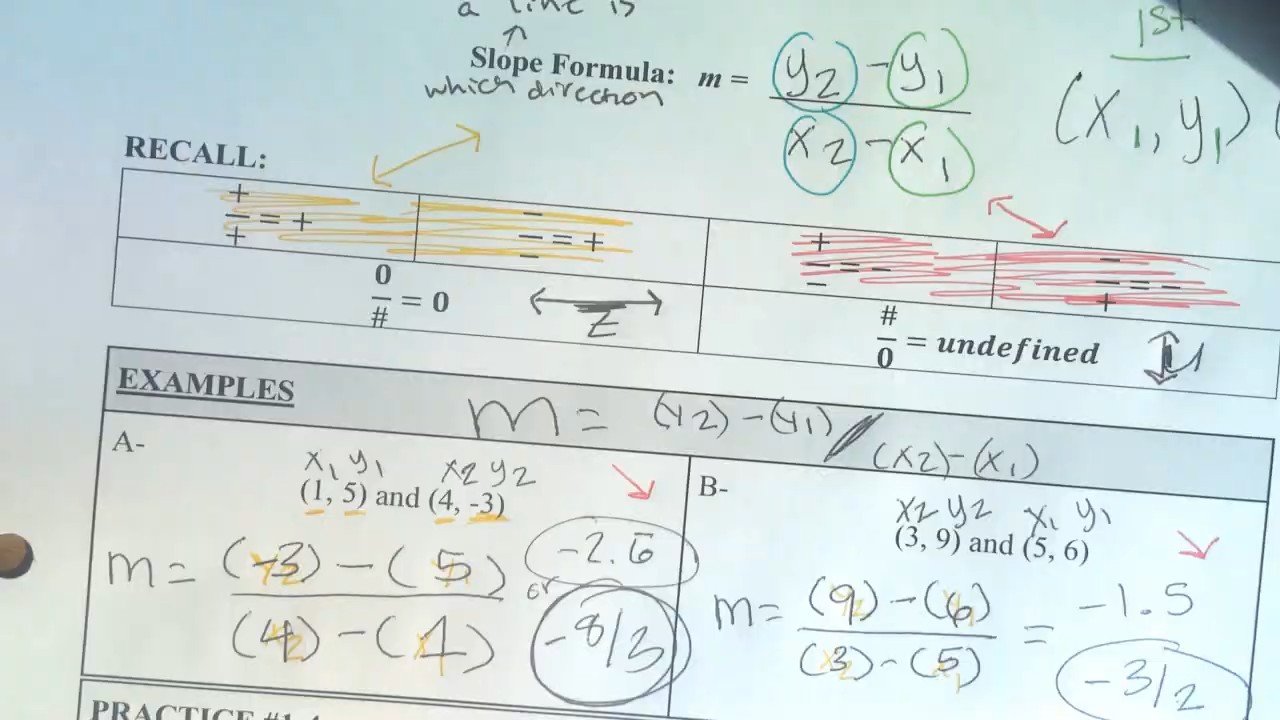 a line is
1st
Slope Formula: m = y2 - y1
x2 - x1
(x1, y1) (
which direction
RECALL:
+/+ = +
-/- = +
+/- = -
-/+ = -
0/# = 0
Z
#/0 = undefined
U
EXAMPLES
m = (y2) - (y1) / (x2) - (x1)
A-
x1 y1 x2 y2
(1, 5) and (4, -3)
m = (-3) - (5)
(4) - (1)
-2.6
or
-8/3
B-
x2 y2 x1 y1
(3, 9) and (5, 6)
m = (9) - (6)
(3) - (5)
= -1.5
-3/2